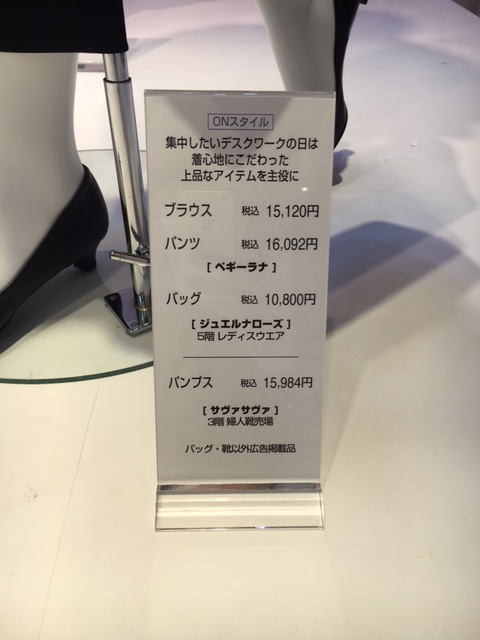 ONスタイル
集中したいデスクワークの日は
着心地にこだわった
上品なアイテムを主役に
ブラウス 税込 15,120円
パンツ 税込 16,092円
[ ペギーラナ ]
バッグ 税込 10,800円
[ ジュエルナローズ ]
5階 レディスウエア
パンプス 税込 15,984円
[ サヴァサヴァ ]
3階 婦人靴売場
バッグ・靴以外広告掲載品